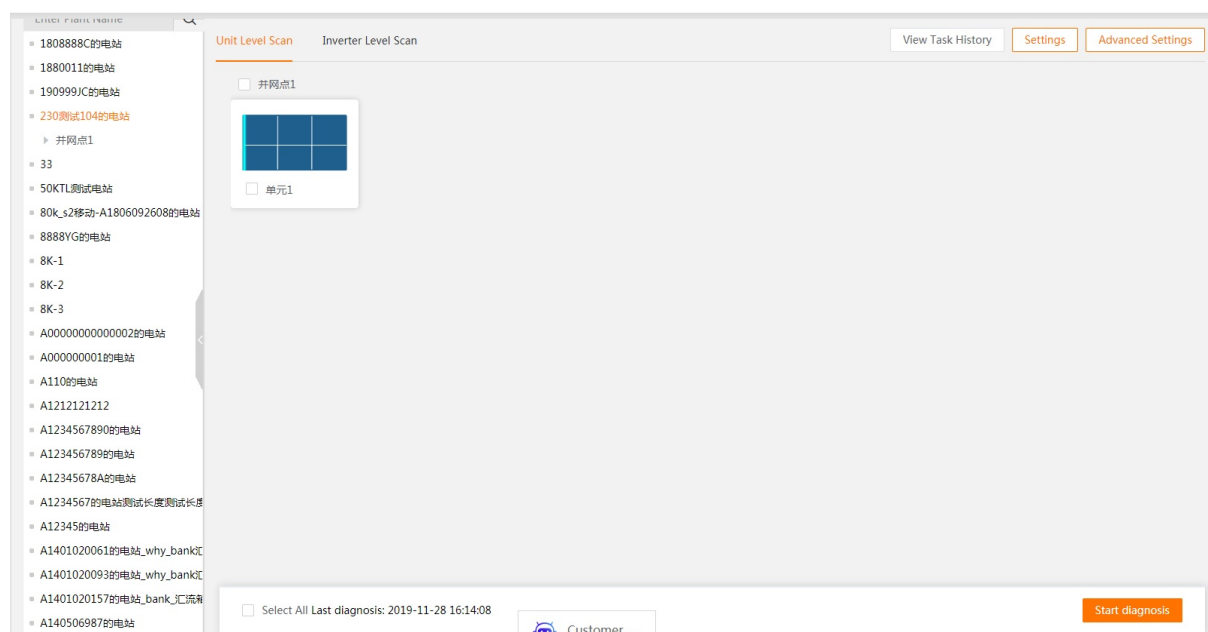 Enter Plant Name
1808888C的电站
1880011的电站
190999JC的电站
230测试104的电站
并网点1
33
50KTL测试电站
80k_s2移动-A1806092608的电站
8888YG的电站
8K-1
8K-2
8K-3
A00000000000002的电站
A000000001的电站
A110的电站
A1212121212
A1234567890的电站
A123456789的电站
A12345678A的电站
A1234567的电站测试长度测试长度
A12345的电站
A1401020061的电站_why_bank汇
A1401020093的电站_why_bank汇
A1401020157的电站_bank_汇流箱
A140506987的电站
Unit Level Scan Inverter Level Scan View Task History Settings Advanced Settings
并网点1
单元1
Select All Last diagnosis: 2019-11-28 16:14:08
Customer
Start diagnosis